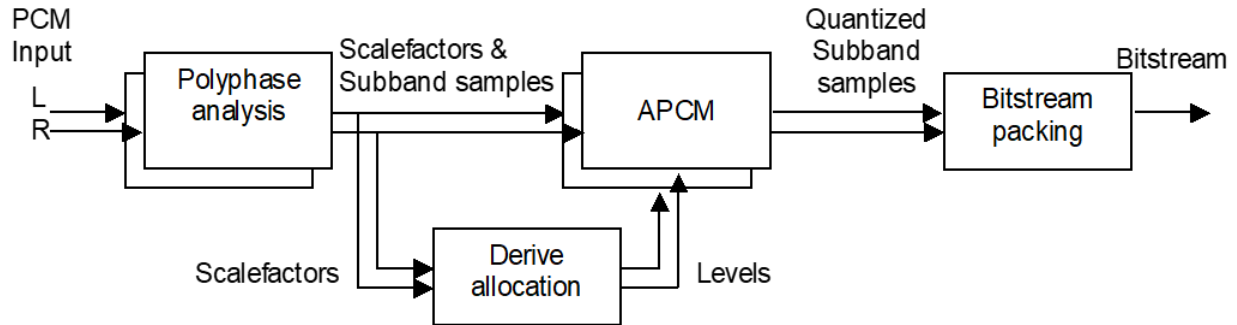 PCM
Input
L
R
Polyphase
analysis
Scalefactors &
Subband samples
APCM
Quantized
Subband
samples
Bitstream
packing
Bitstream
Scalefactors
Derive
allocation
Levels